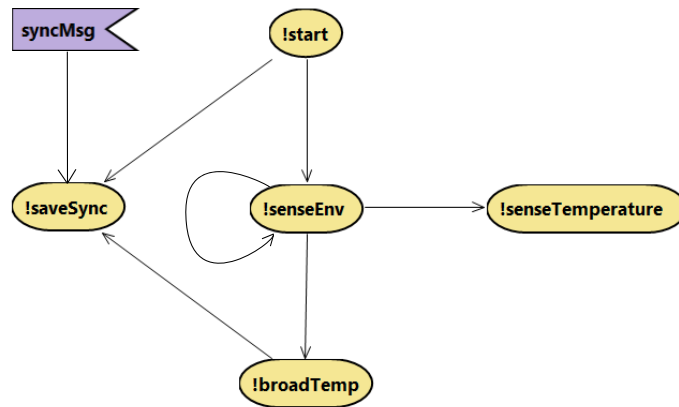 syncMsg
!start
!saveSync
!senseEnv
!senseTemperature
!broadTemp